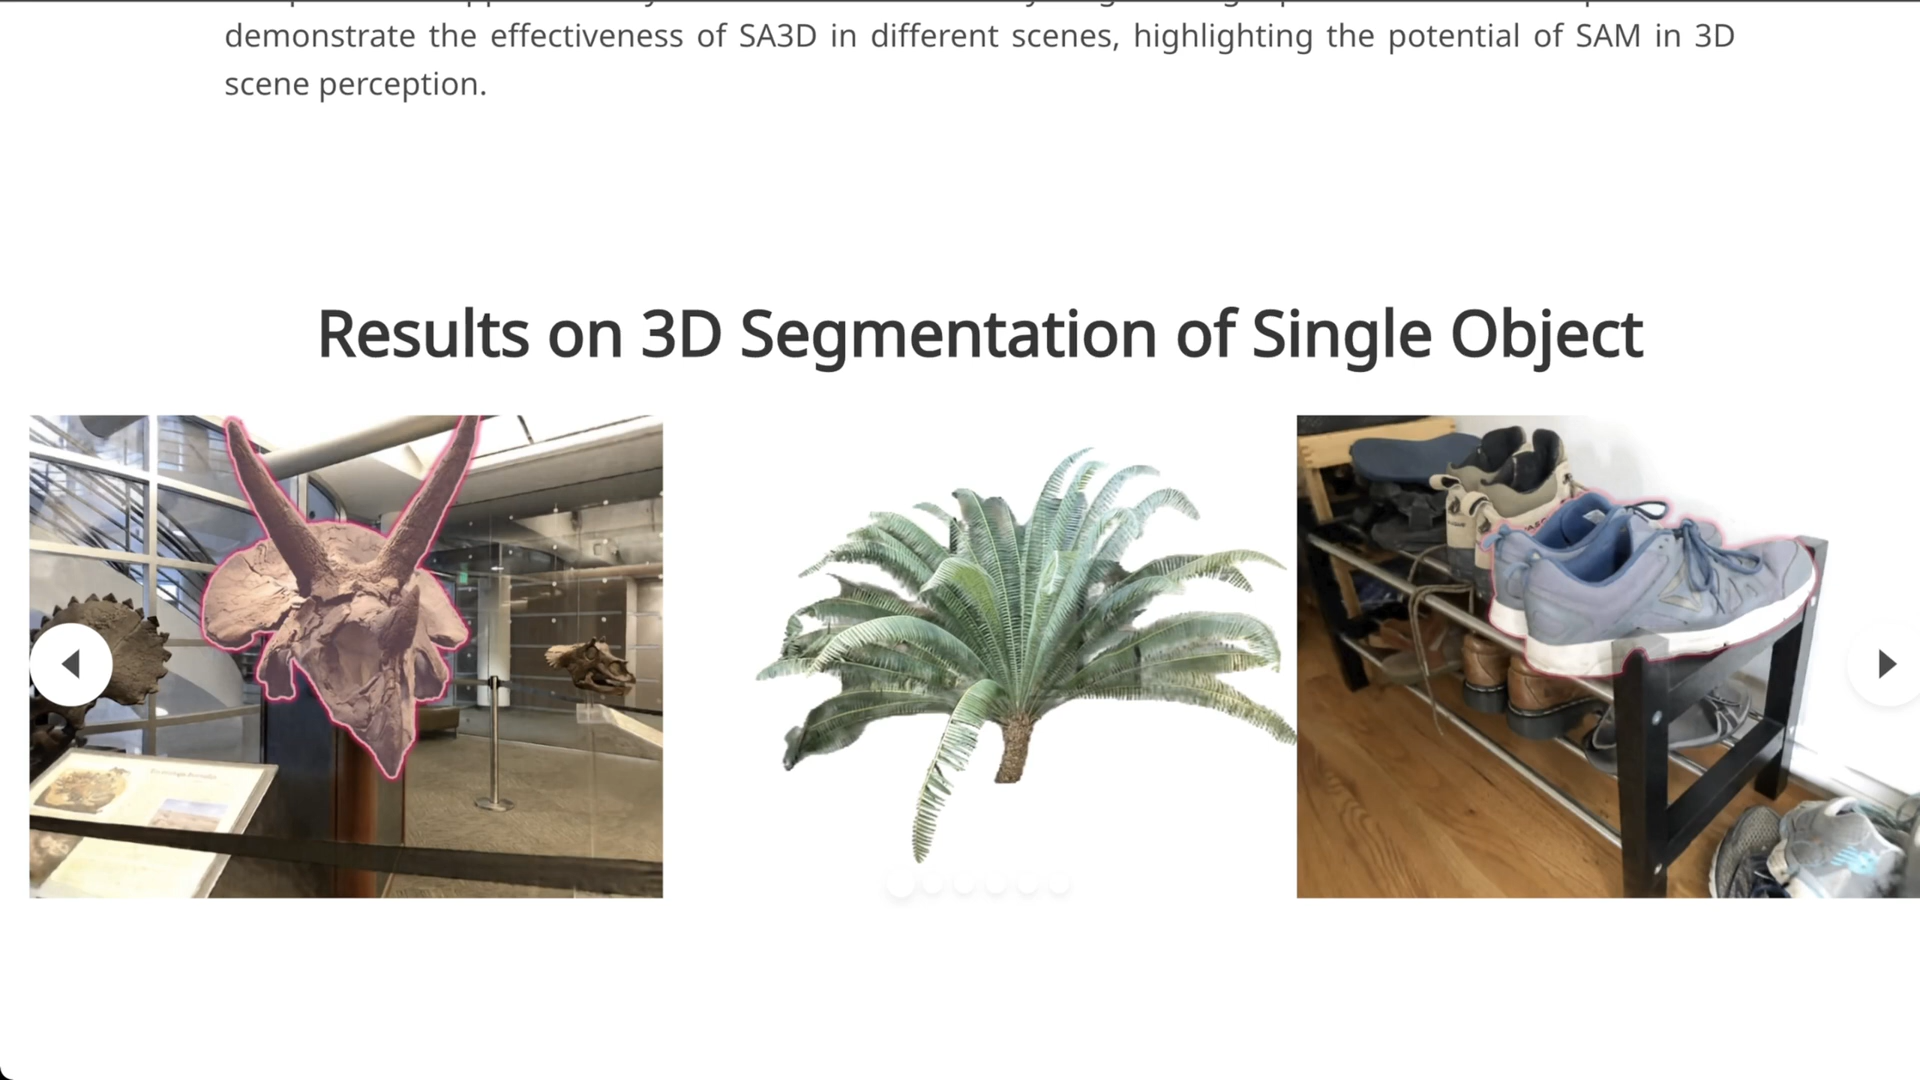 demonstrate the effectiveness of SA3D in different scenes, highlighting the potential of SAM in 3D
scene perception.
Results on 3D Segmentation of Single Object